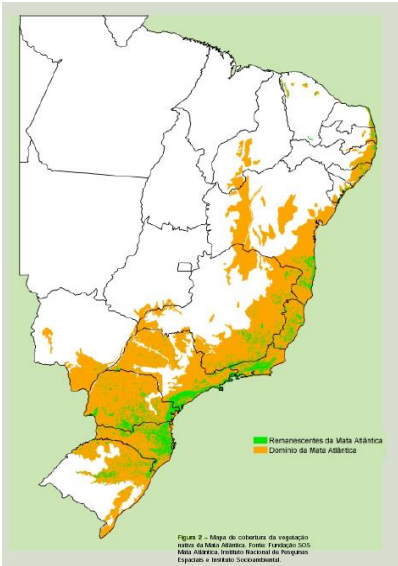 Remanescentes da Mata Atlântica
Domínio da Mata Atlântica
Figura 2 – Mapa de cobertura da vegetação
nativa da Mata Atlântica. Fonte: Fundação SOS
Mata Atlântica, Instituto Nacional de Pesquisas
Espaciais e Instituto Socioambiental.